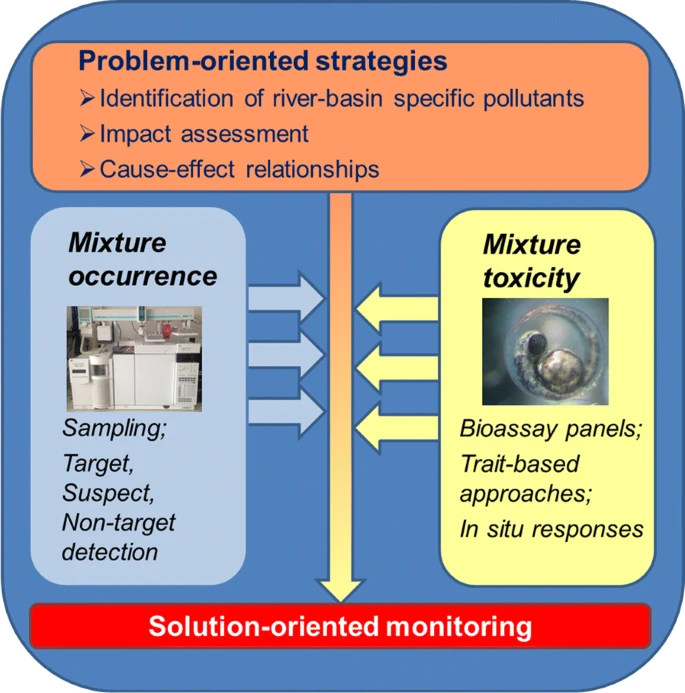 Problem-oriented strategies
➢Identification of river-basin specific pollutants
➢Impact assessment
➢Cause-effect relationships
Mixture
occurrence
Sampling;
Target,
Suspect,
Non-target
detection
Mixture
toxicity
Bioassay panels;
Trait-based
approaches;
In situ responses
Solution-oriented monitoring